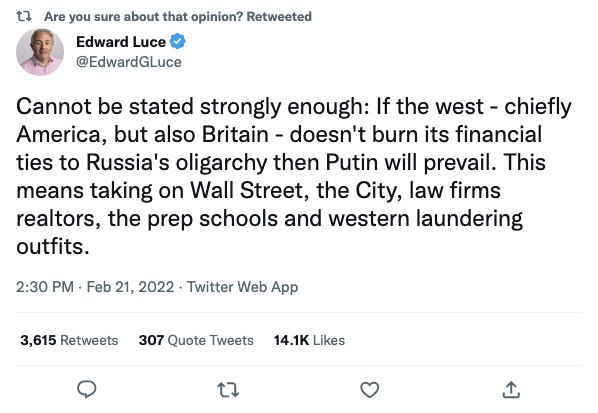 Are you sure about that opinion? Retweeted
Edward Luce
@EdwardGLuce
Cannot be stated strongly enough: If the west - chiefly
America, but also Britain - doesn't burn its financial
ties to Russia's oligarchy then Putin will prevail. This
means taking on Wall Street, the City, law firms
realtors, the prep schools and western laundering
outfits.
2:30 PM · Feb 21, 2022 · Twitter Web App
3,615 Retweets 307 Quote Tweets 14.1K Likes